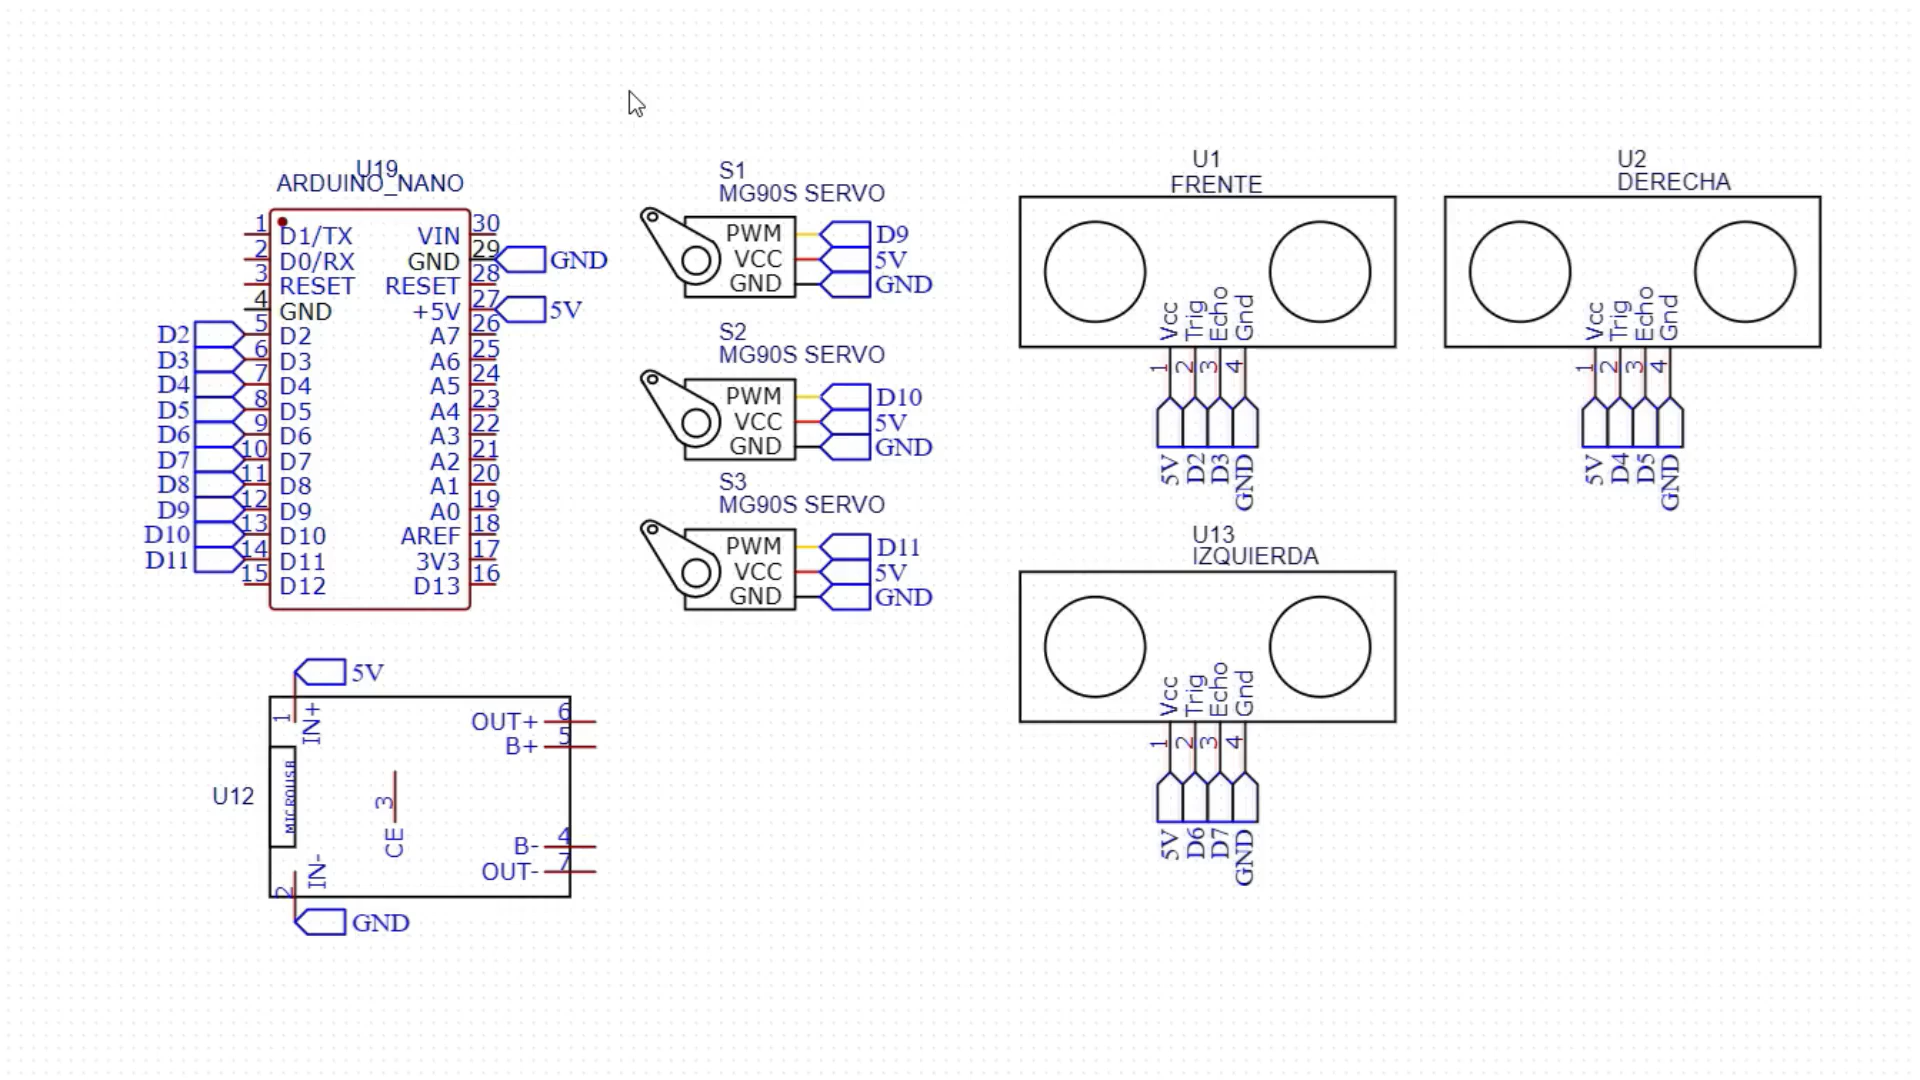 U19
ARDUINO_NANO
1 D1/TX VIN 30
2 D0/RX GND 29 GND
3 RESET RESET 28
4 GND +5V 27 5V
D2 5 D2 A7 26
D3 6 D3 A6 25
D4 7 D4 A5 24
D5 8 D5 A4 23
D6 9 D6 A3 22
D7 10 D7 A2 21
D8 11 D8 A1 20
D9 12 D9 A0 19
D10 13 D10 AREF 18
D11 14 D11 3V3 17
15 D12 D13 16
S1
MG90S SERVO
PWM D9
VCC 5V
GND GND
S2
MG90S SERVO
PWM D10
VCC 5V
GND GND
S3
MG90S SERVO
PWM D11
VCC 5V
GND GND
U1
FRENTE
Vcc Trig Echo Gnd
1 2 3 4
5V D2 D3 GND
U2
DERECHA
Vcc Trig Echo Gnd
1 2 3 4
5V D4 D5 GND
U13
IZQUIERDA
Vcc Trig Echo Gnd
1 2 3 4
5V D6 D7 GND
5V
1 IN+
OUT+ 6
B+ 5
U12
MICROUSB
3 CE
B- 4
OUT- 7
2 IN-
GND